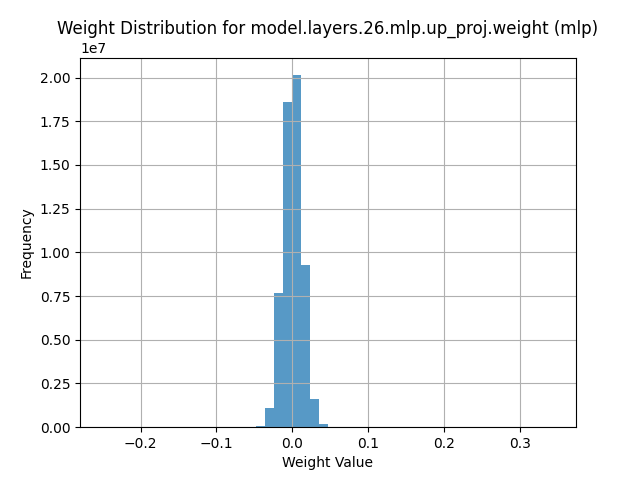 Weight Distribution for model.layers.26.mlp.up_proj.weight (mlp)
1e7
2.00
1.75
1.50
1.25
1.00
0.75
0.50
0.25
0.00
Frequency
−0.2 −0.1 0.0 0.1 0.2 0.3
Weight Value